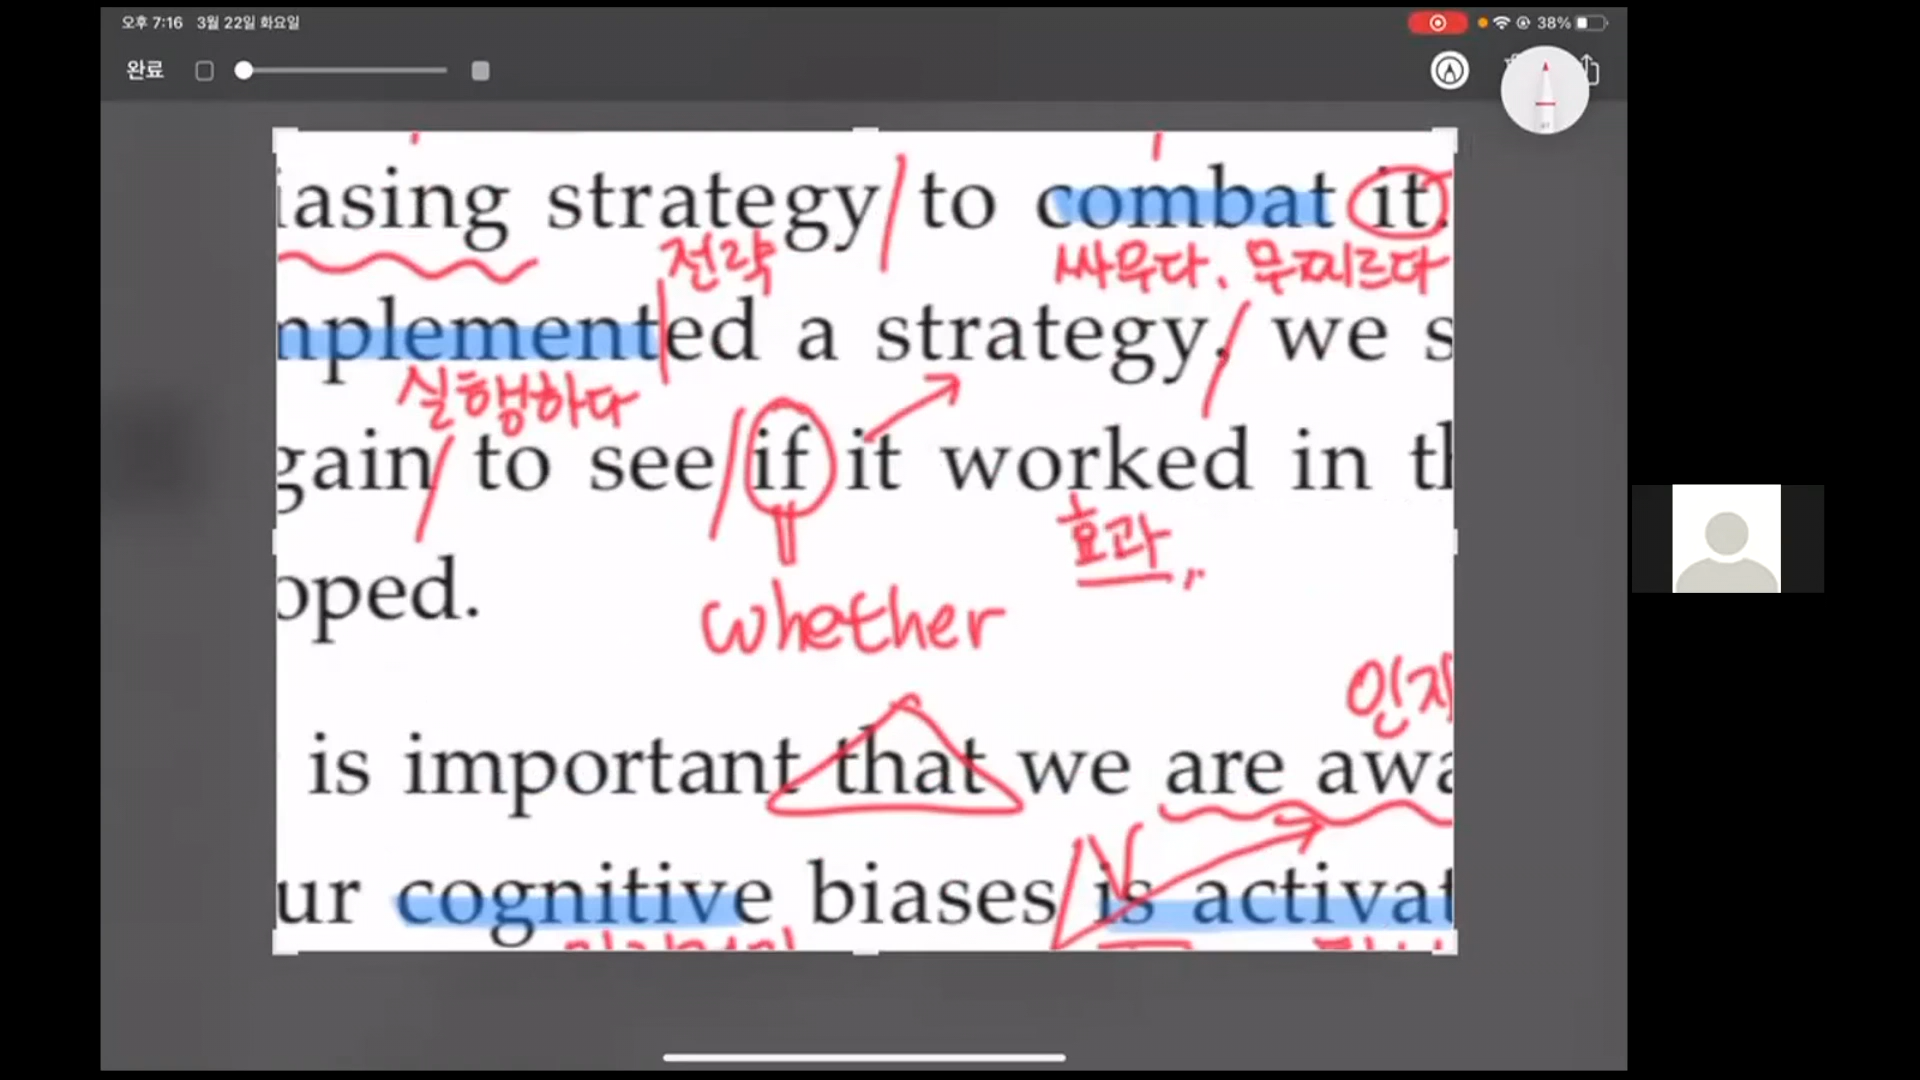 오후 7:16 3월 22일 화요일
38%
완료
iasing strategy to combat it.
전략 싸우다, 무찌르다
nplemented a strategy, we s
실행하다
gain to see if it worked in th
효과
oped.
whether
인지
is important that we are awa
ur cognitive biases is activat